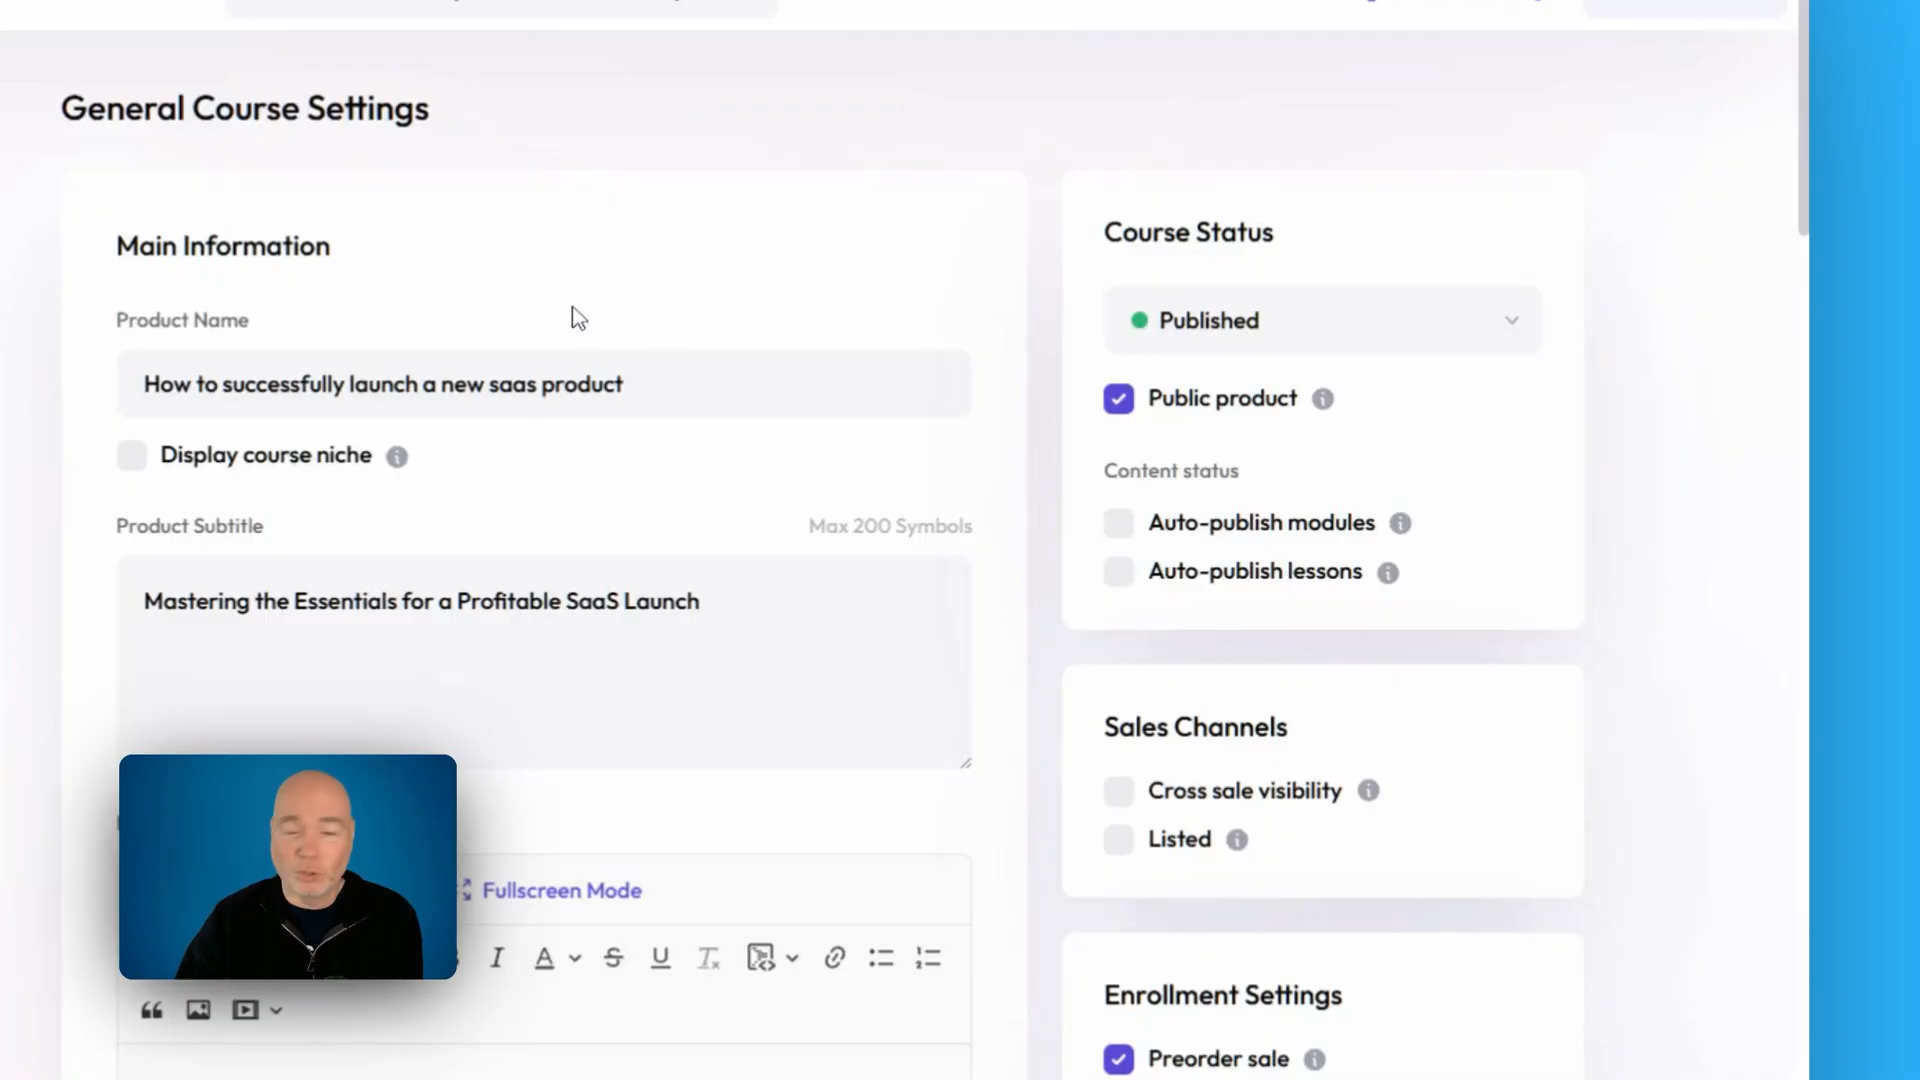 General Course Settings
Main Information
Product Name
How to successfully launch a new saas product
Display course niche
Product Subtitle
Max 200 Symbols
Mastering the Essentials for a Profitable SaaS Launch
Fullscreen Mode
Course Status
Published
Public product
Content status
Auto-publish modules
Auto-publish lessons
Sales Channels
Cross sale visibility
Listed
Enrollment Settings
Preorder sale